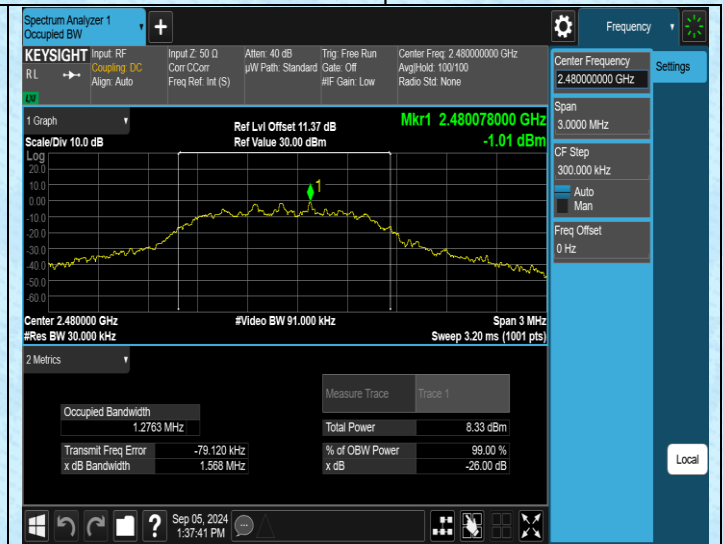 Spectrum Analyzer 1
Occupied BW
+
Frequency
KEYSIGHT
RL
LXI
Input: RF
Coupling: DC
Align: Auto
Input Z: 50 Ω
Corr CCorr
Freq Ref: Int (S)
Atten: 40 dB
µW Path: Standard
Trig: Free Run
Gate: Off
#IF Gain: Low
Center Freq: 2.480000000 GHz
Avg|Hold: 100/100
Radio Std: None
Center Frequency
2.480000000 GHz
Settings
Span
3.0000 MHz
CF Step
300.000 kHz
Auto
Man
Freq Offset
0 Hz
1 Graph
Scale/Div 10.0 dB
Ref Lvl Offset 11.37 dB
Ref Value 30.00 dBm
Mkr1 2.480078000 GHz
-1.01 dBm
Log
20.0
10.0
0.00
-10.0
-20.0
-30.0
-40.0
-50.0
-60.0
1
Center 2.480000 GHz
#Res BW 30.000 kHz
#Video BW 91.000 kHz
Span 3 MHz
Sweep 3.20 ms (1001 pts)
2 Metrics
Measure Trace
Trace 1
Occupied Bandwidth
1.2763 MHz
Total Power
8.33 dBm
Transmit Freq Error
-79.120 kHz
% of OBW Power
99.00 %
x dB Bandwidth
1.568 MHz
x dB
-26.00 dB
Local
?
Sep 05, 2024
1:37:41 PM